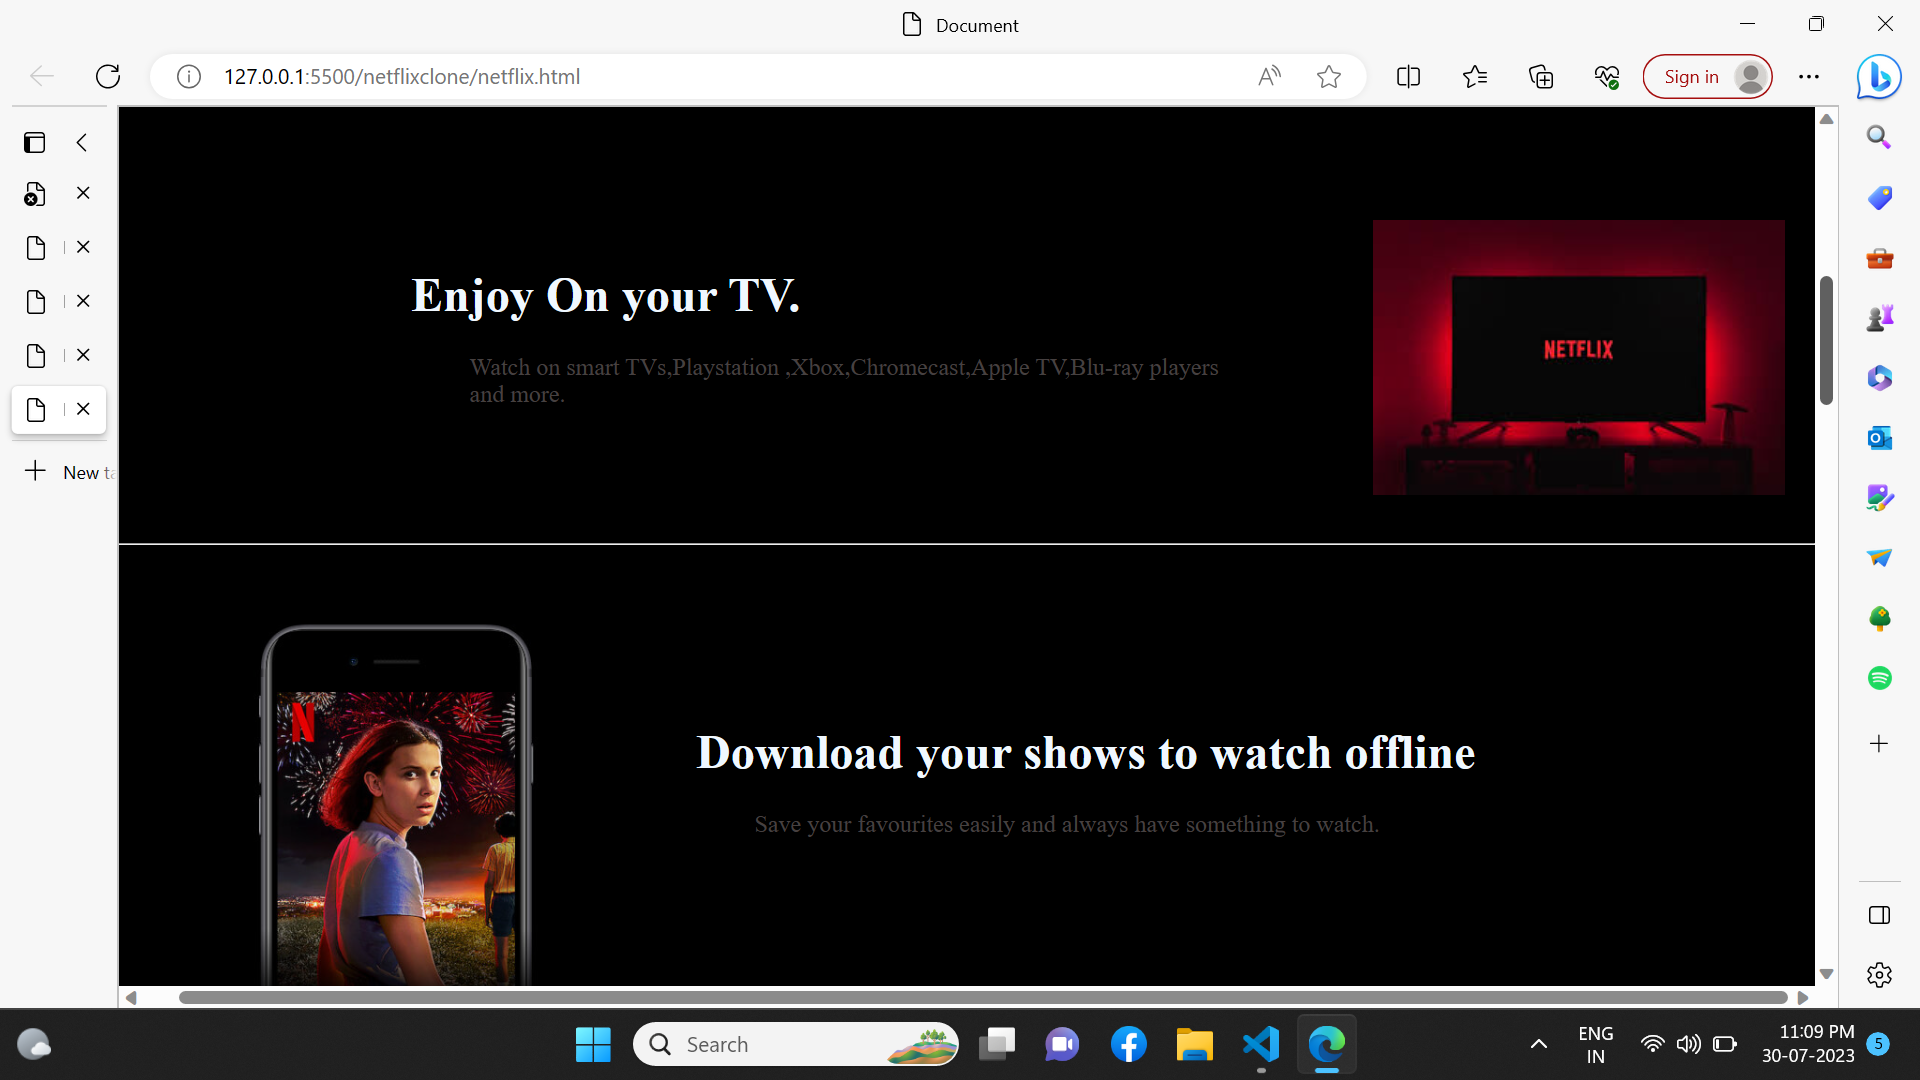 Document
127.0.0.1:5500/netflixclone/netflix.html
Sign in
New ta
Enjoy On your TV.
Watch on smart TVs,Playstation ,Xbox,Chromecast,Apple TV,Blu-ray players
and more.
NETFLIX
Download your shows to watch offline
Save your favourites easily and always have something to watch.
Search
ENG
IN
11:09 PM
30-07-2023
5